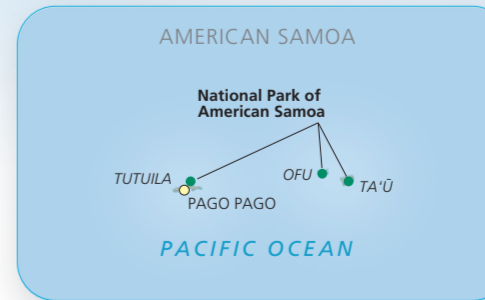 AMERICAN SAMOA
National Park of
American Samoa
TUTUILA
OFU
TA‘Ū
PAGO PAGO
PACIFIC OCEAN